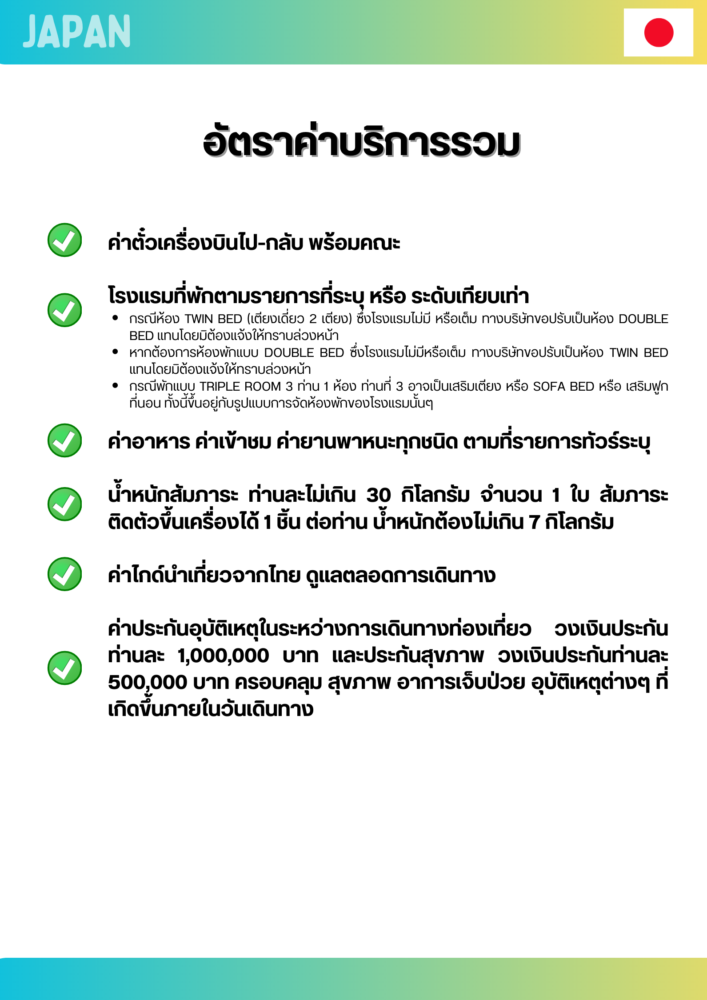 JAPAN
อัตราค่าบริการรวม
ค่าตั๋วเครื่องบินไป-กลับ พร้อมคณะ
โรงแรมที่พักตามรายการที่ระบุ หรือ ระดับเทียบเท่า
• กรณีห้อง TWIN BED (เตียงเดี่ยว 2 เตียง) ซึ่งโรงแรมไม่มี หรือเต็ม ทางบริษัทขอปรับเป็นห้อง DOUBLE
BED แทนโดยมิต้องแจ้งให้ทราบล่วงหน้า
• หากต้องการห้องพักแบบ DOUBLE BED ซึ่งโรงแรมไม่มีหรือเต็ม ทางบริษัทขอปรับเป็นห้อง TWIN BED
แทนโดยมิต้องแจ้งให้ทราบล่วงหน้า
• กรณีพักแบบ TRIPLE ROOM 3 ท่าน 1 ห้อง ท่านที่ 3 อาจเป็นเสริมเตียง หรือ SOFA BED หรือ เสริมฟูก
ที่นอน ทั้งนี้ขึ้นอยู่กับรูปแบบการจัดห้องพักของโรงแรมนั้นๆ
ค่าอาหาร ค่าเข้าชม ค่ายานพาหนะทุกชนิด ตามที่รายการทัวร์ระบุ
น้ำหนักสัมภาระ ท่านละไม่เกิน 30 กิโลกรัม จำนวน 1 ใบ สัมภาระ
ติดตัวขึ้นเครื่องได้ 1 ชิ้น ต่อท่าน น้ำหนักต้องไม่เกิน 7 กิโลกรัม
ค่าไกด์นำเที่ยวจากไทย ดูแลตลอดการเดินทาง
ค่าประกันอุบัติเหตุในระหว่างการเดินทางท่องเที่ยว วงเงินประกัน
ท่านละ 1,000,000 บาท และประกันสุขภาพ วงเงินประกันท่านละ
500,000 บาท ครอบคลุม สุขภาพ อาการเจ็บป่วย อุบัติเหตุต่างๆ ที่
เกิดขึ้นภายในวันเดินทาง